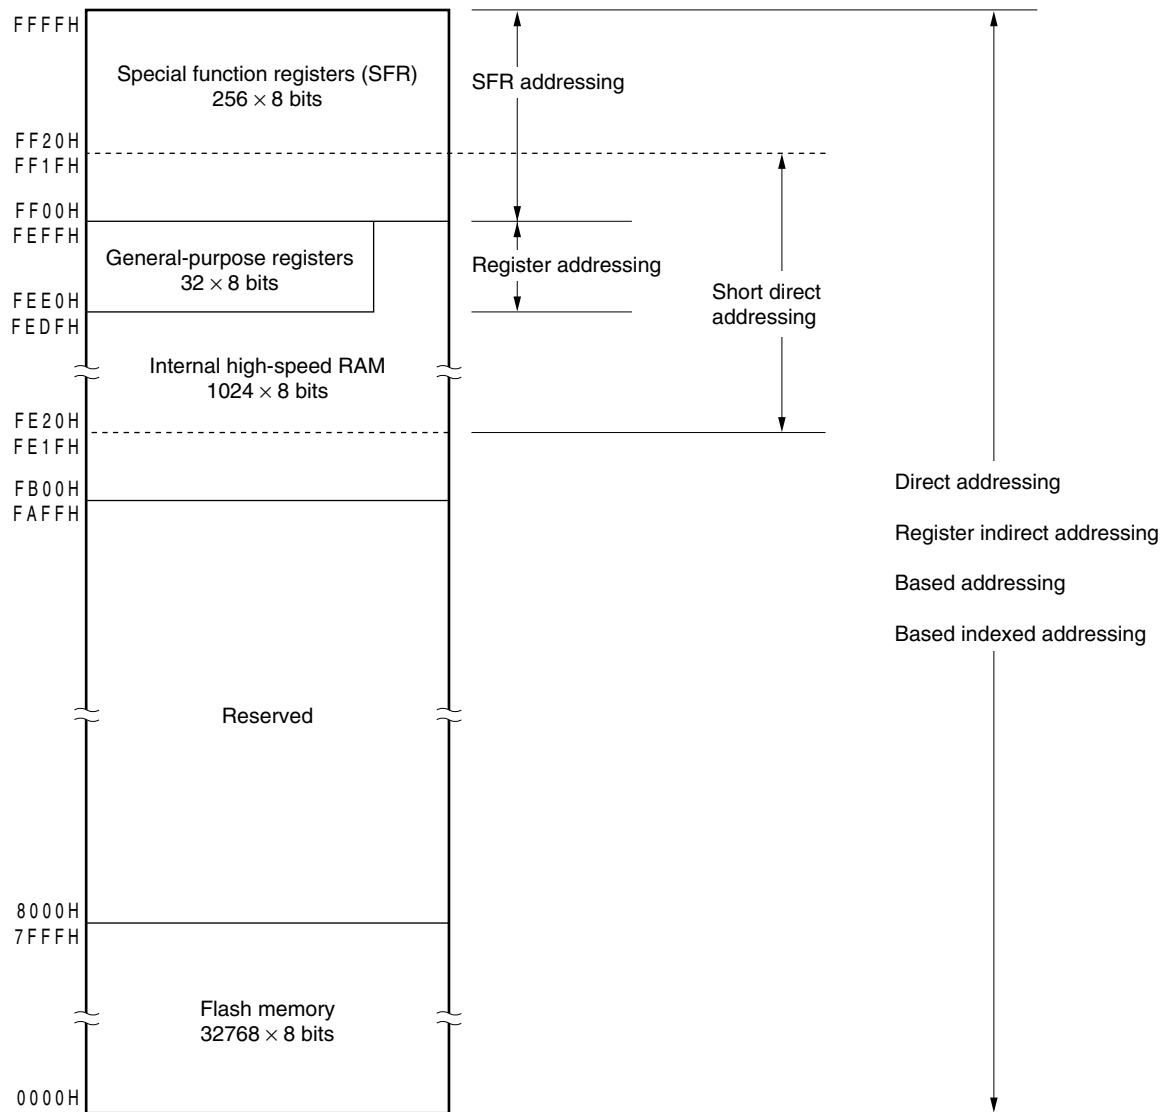 FFFFH
Special function registers (SFR)
256 × 8 bits
SFR addressing
FF20H
FF1FH
FF00H
FEFFH
General-purpose registers
32 × 8 bits
Register addressing
Short direct
addressing
FEE0H
FEDFH
Internal high-speed RAM
1024 × 8 bits
FE20H
FE1FH
FB00H
FAFFH
Direct addressing
Register indirect addressing
Based addressing
Based indexed addressing
Reserved
8000H
7FFFH
Flash memory
32768 × 8 bits
0000H